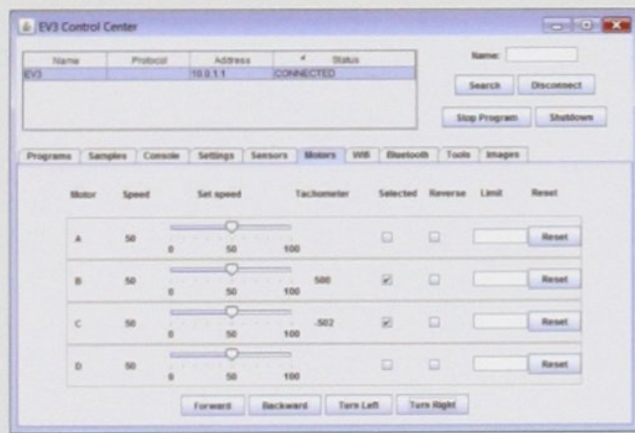 EV3 Control Center
Name Protocol Address Status
EV3 10.0.1.1 CONNECTED
Name:
Search Disconnect
Stop Program Shutdown
Programs Samples Console Settings Sensors Motors Wifi Bluetooth Tools Images
Motor Speed Set speed Tachometer Selected Reverse Limit Reset
A 50 Reset
0 50 100
B 50 500 Reset
0 50 100
C 50 -502 Reset
0 50 100
D 50 Reset
0 50 100
Forward Backward Turn Left Turn Right